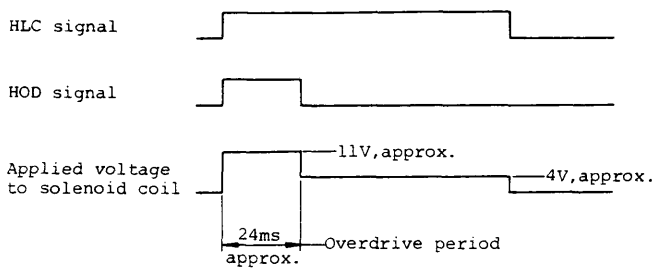 HLC signal
HOD signal
Applied voltage
to solenoid coil
11V,approx.
4V,approx.
24ms
approx.
Overdrive period